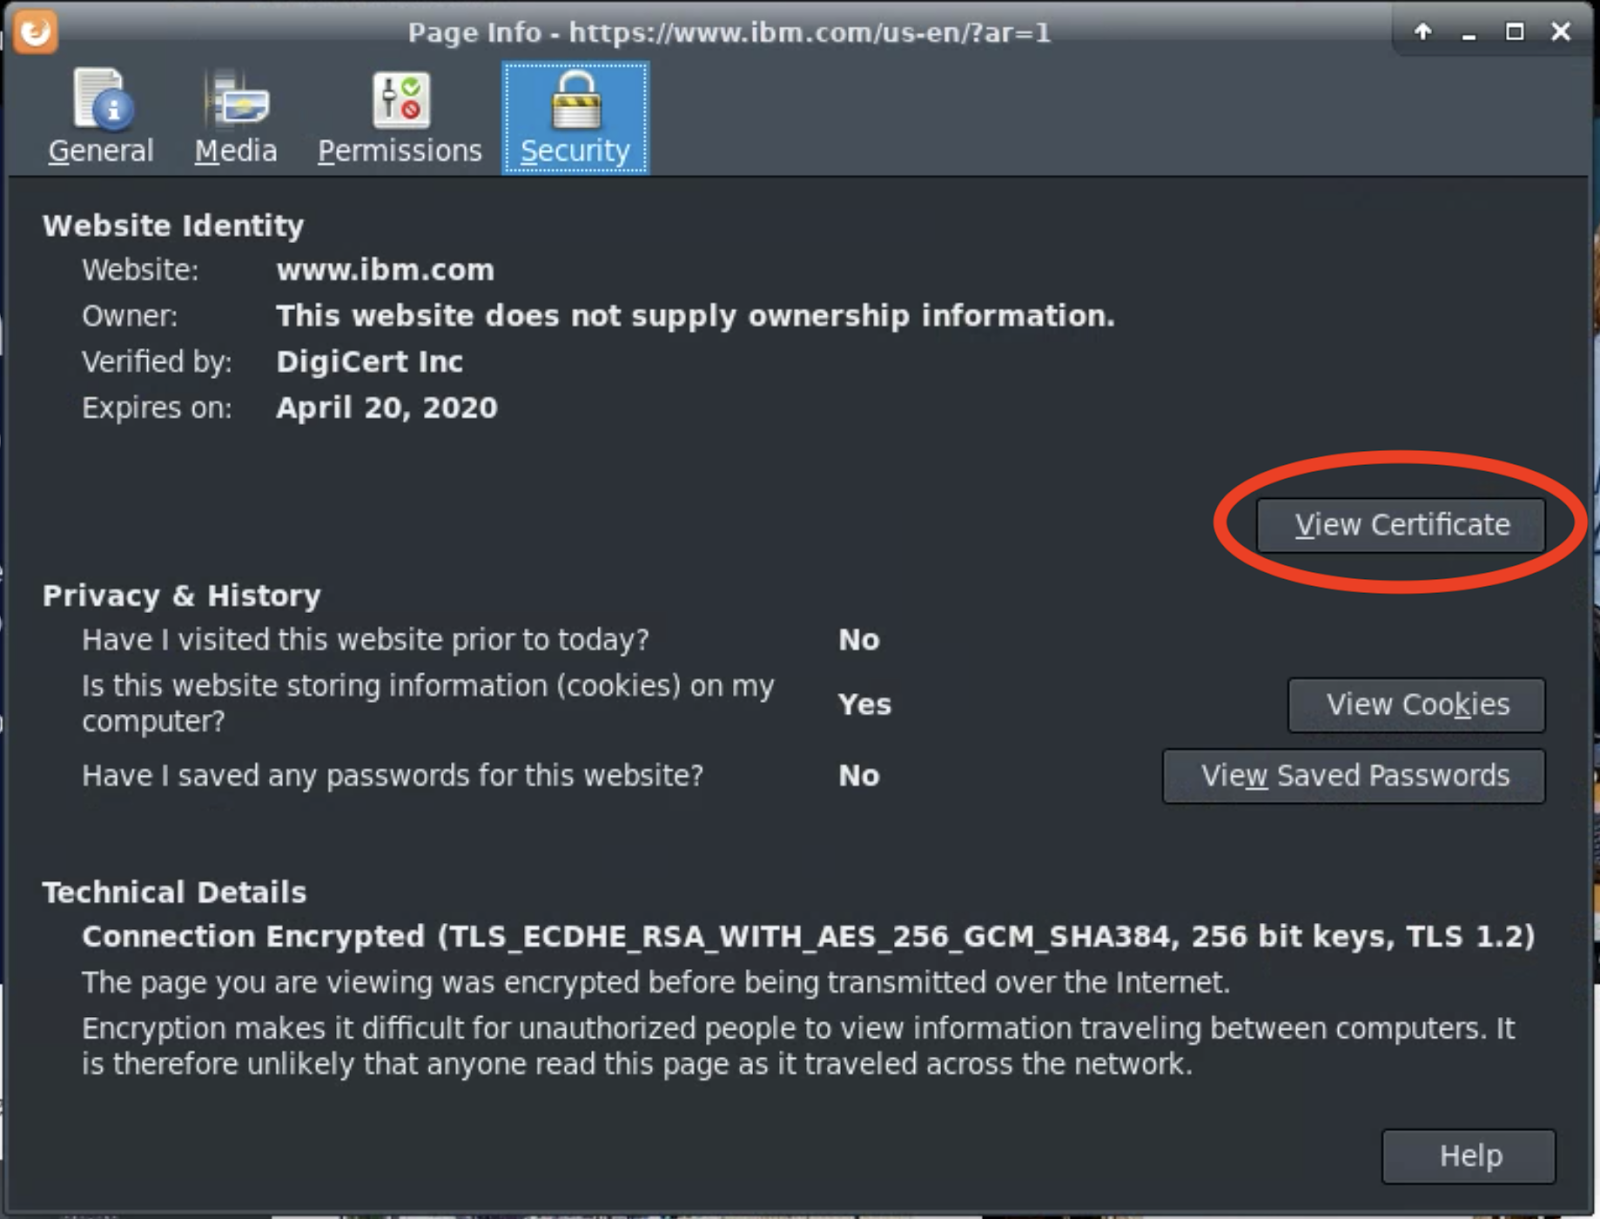 Page Info - https://www.ibm.com/us-en/?ar=1
General Media Permissions Security
Website Identity
Website: www.ibm.com
Owner: This website does not supply ownership information.
Verified by: DigiCert Inc
Expires on: April 20, 2020
View Certificate
Privacy & History
Have I visited this website prior to today? No
Is this website storing information (cookies) on my
computer? Yes View Cookies
Have I saved any passwords for this website? No View Saved Passwords
Technical Details
Connection Encrypted (TLS_ECDHE_RSA_WITH_AES_256_GCM_SHA384, 256 bit keys, TLS 1.2)
The page you are viewing was encrypted before being transmitted over the Internet.
Encryption makes it difficult for unauthorized people to view information traveling between computers. It
is therefore unlikely that anyone read this page as it traveled across the network.
Help